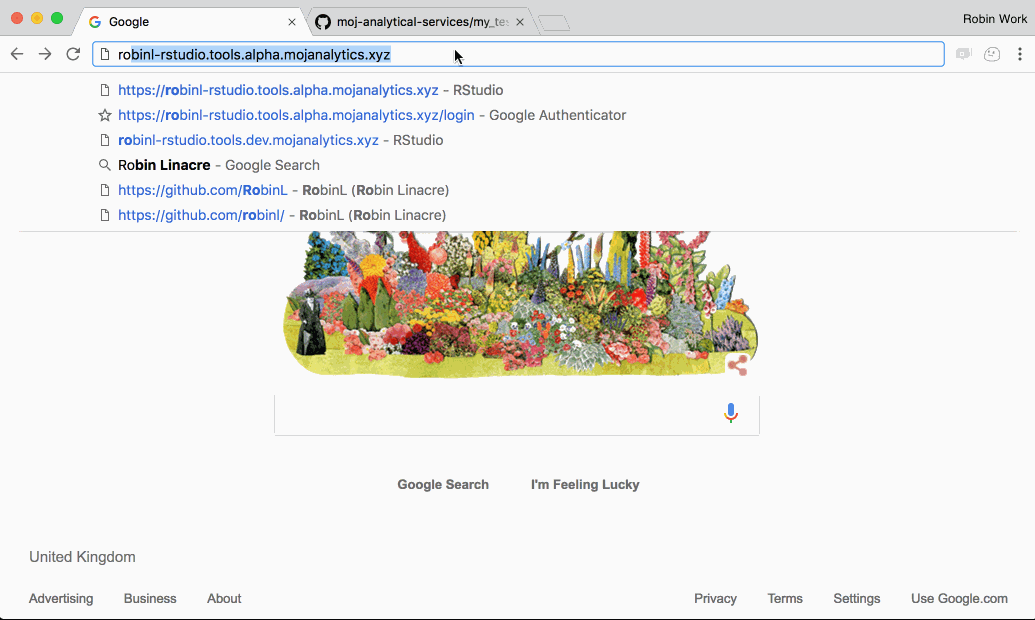 Google
moj-analytical-services/my_tes
Robin Work
robinl-rstudio.tools.alpha.mojanalytics.xyz
https://robinl-rstudio.tools.alpha.mojanalytics.xyz - RStudio
https://robinl-rstudio.tools.alpha.mojanalytics.xyz/login - Google Authenticator
robinl-rstudio.tools.dev.mojanalytics.xyz - RStudio
Robin Linacre - Google Search
https://github.com/RobinL - RobinL (Robin Linacre)
https://github.com/robinl/ - RobinL (Robin Linacre)
Google Search
I'm Feeling Lucky
United Kingdom
Advertising Business About Privacy Terms Settings Use Google.com